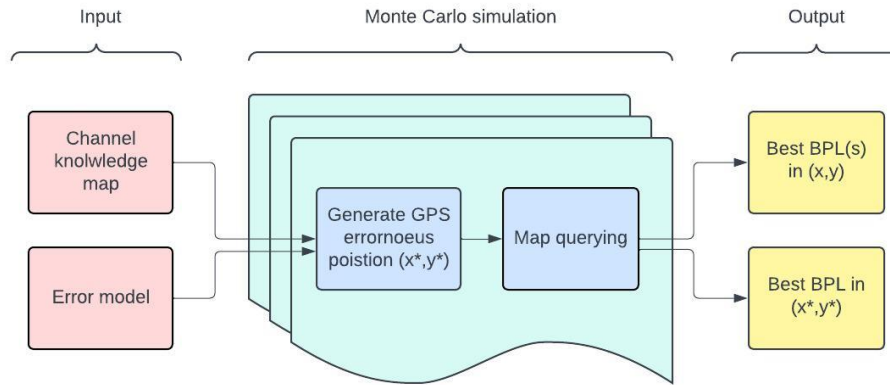 Input
Monte Carlo simulation
Output
Channel
knolwledge
map
Error model
Generate GPS
errornoeus
poistion (x*,y*)
Map querying
Best BPL(s)
in (x,y)
Best BPL in
(x*,y*)